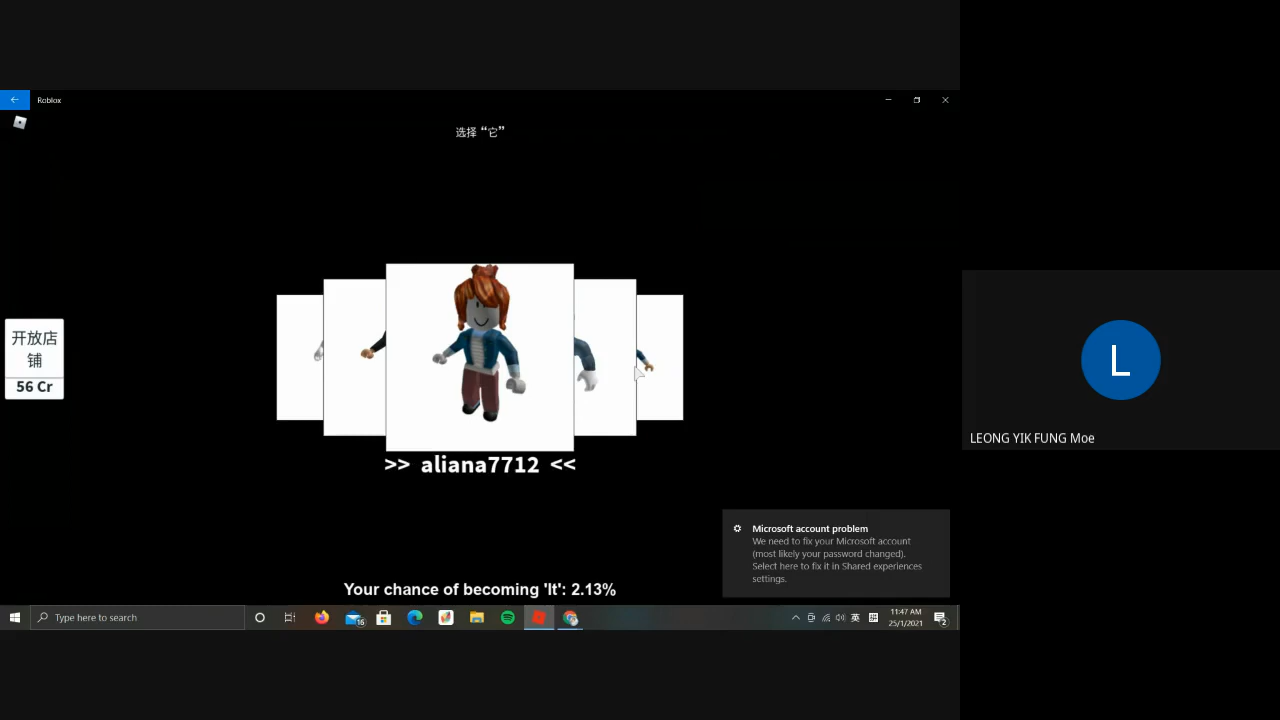 Roblox
选择“它”
开放店
铺
56 Cr
>> aliana7712 <<
L
LEONG YIK FUNG Moe
Microsoft account problem
We need to fix your Microsoft account
(most likely your password changed).
Select here to fix it in Shared experiences
settings.
Your chance of becoming 'It': 2.13%
Type here to search
16
英
拼
11:47 AM
25/1/2021
2